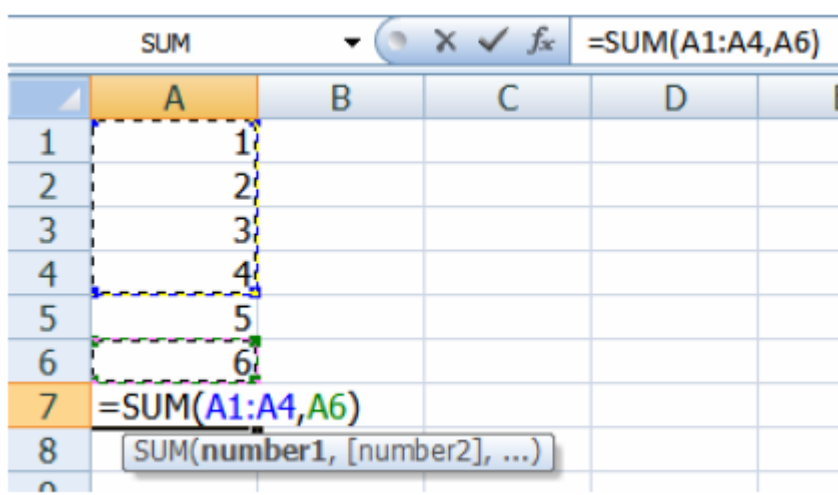 SUM fx =SUM(A1:A4,A6)
A B C D
1 1
2 2
3 3
4 4
5 5
6 6
7 =SUM(A1:A4,A6)
8 SUM(number1, [number2], ...)